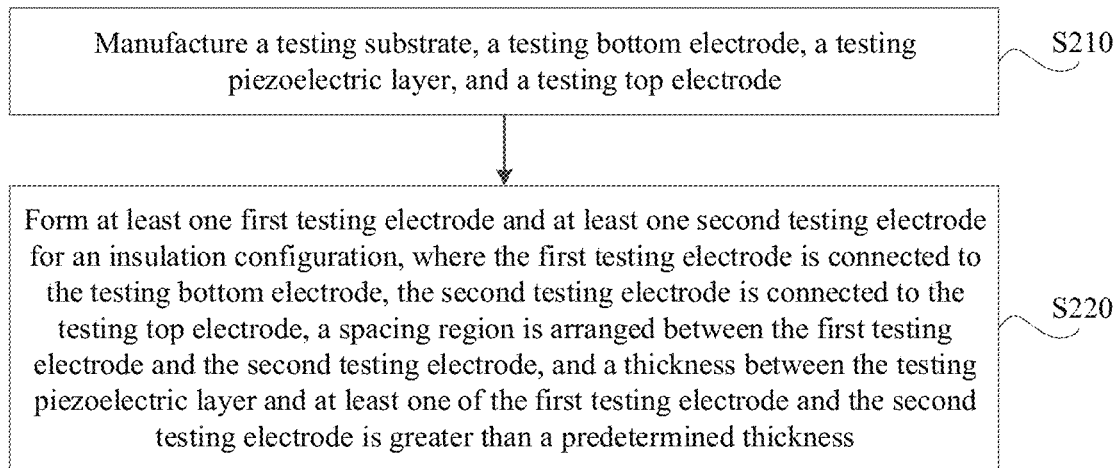 Manufacture a testing substrate, a testing bottom electrode, a testing
piezoelectric layer, and a testing top electrode
S210
Form at least one first testing electrode and at least one second testing electrode
for an insulation configuration, where the first testing electrode is connected to
the testing bottom electrode, the second testing electrode is connected to the
testing top electrode, a spacing region is arranged between the first testing
electrode and the second testing electrode, and a thickness between the testing
piezoelectric layer and at least one of the first testing electrode and the second
testing electrode is greater than a predetermined thickness
S220